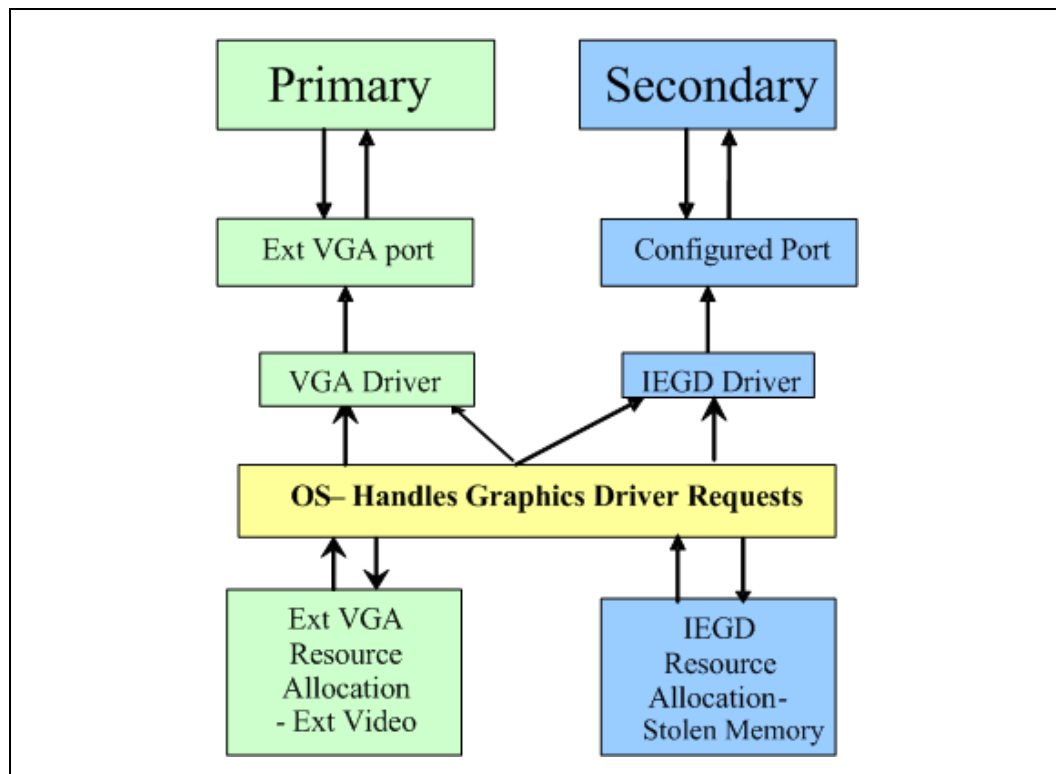 Primary
Secondary
Ext VGA port
Configured Port
VGA Driver
IEGD Driver
OS– Handles Graphics Driver Requests
Ext VGA
Resource
Allocation
- Ext Video
IEGD
Resource
Allocation-
Stolen Memory